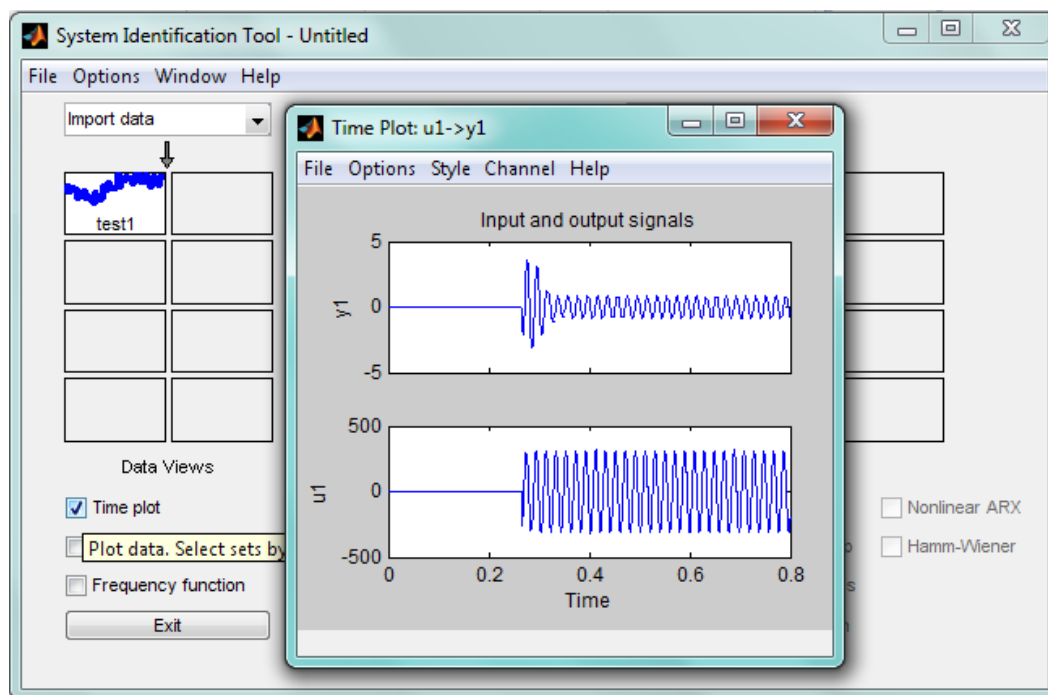 System Identification Tool - Untitled
File Options Window Help
Import data
test1
Data Views
Time plot
Plot data. Select sets by
Frequency function
Exit
Time Plot: u1->y1
File Options Style Channel Help
Input and output signals
5
0
-5
y1
500
0
-500
u1
0 0.2 0.4 0.6 0.8
Time
Nonlinear ARX
Hamm-Wiener